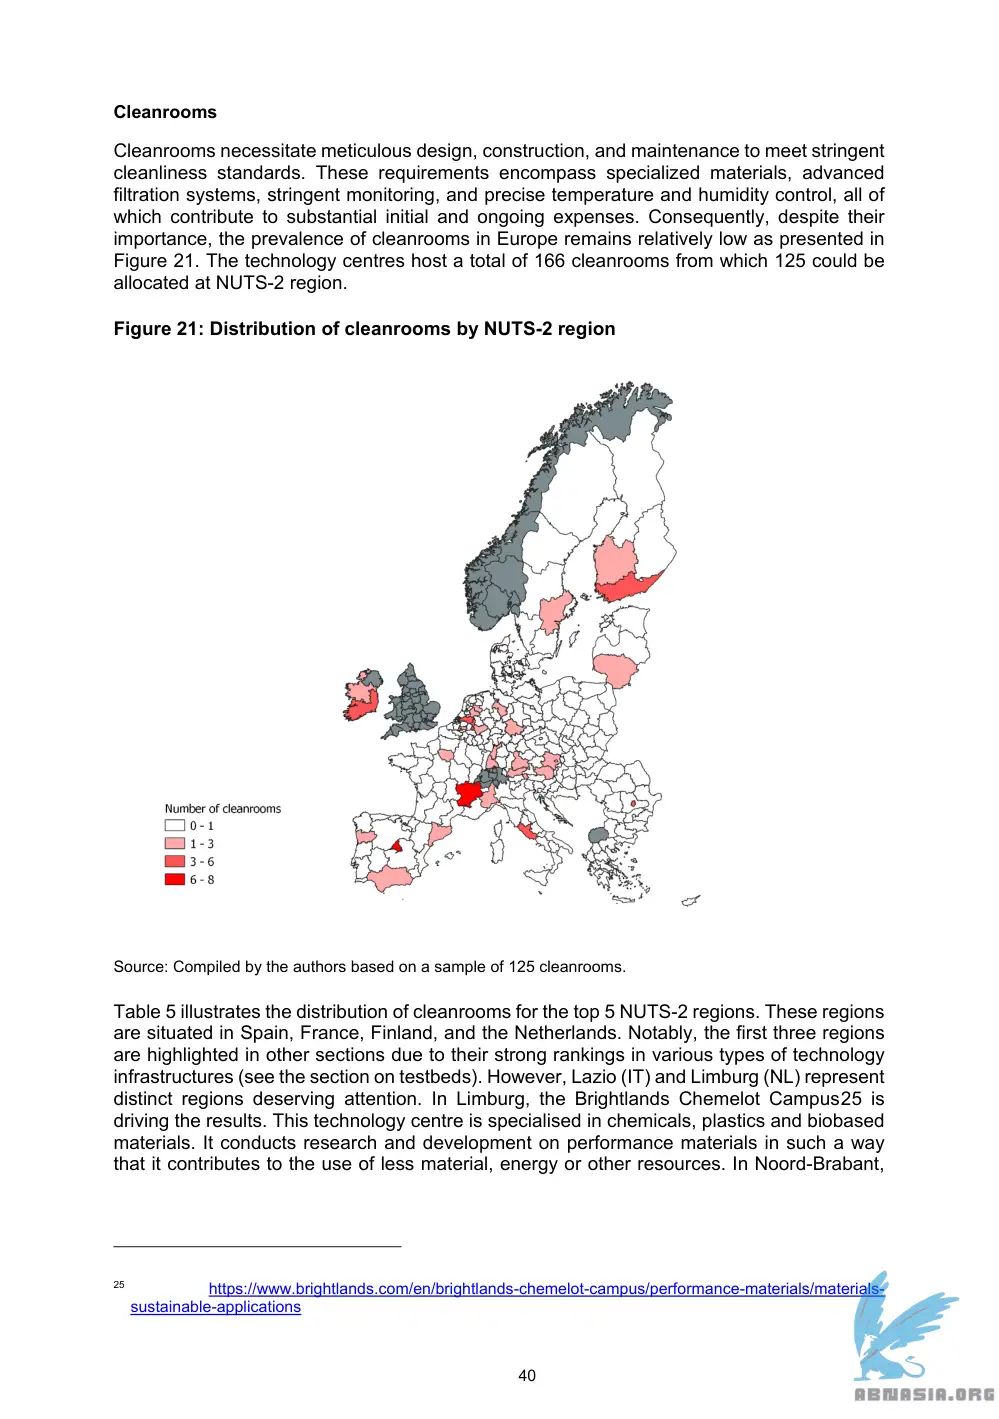 Cleanrooms
Cleanrooms necessitate meticulous design, construction, and maintenance to meet stringent
cleanliness standards. These requirements encompass specialized materials, advanced
filtration systems, stringent monitoring, and precise temperature and humidity control, all of
which contribute to substantial initial and ongoing expenses. Consequently, despite their
importance, the prevalence of cleanrooms in Europe remains relatively low as presented in
Figure 21. The technology centres host a total of 166 cleanrooms from which 125 could be
allocated at NUTS-2 region.
Figure 21: Distribution of cleanrooms by NUTS-2 region
Number of cleanrooms
0 - 1
1 - 3
3 - 6
6 - 8
Source: Compiled by the authors based on a sample of 125 cleanrooms.
Table 5 illustrates the distribution of cleanrooms for the top 5 NUTS-2 regions. These regions
are situated in Spain, France, Finland, and the Netherlands. Notably, the first three regions
are highlighted in other sections due to their strong rankings in various types of technology
infrastructures (see the section on testbeds). However, Lazio (IT) and Limburg (NL) represent
distinct regions deserving attention. In Limburg, the Brightlands Chemelot Campus25 is
driving the results. This technology centre is specialised in chemicals, plastics and biobased
materials. It conducts research and development on performance materials in such a way
that it contributes to the use of less material, energy or other resources. In Noord-Brabant,
25 https://www.brightlands.com/en/brightlands-chemelot-campus/performance-materials/materials-
sustainable-applications
40
ABNASIA.ORG